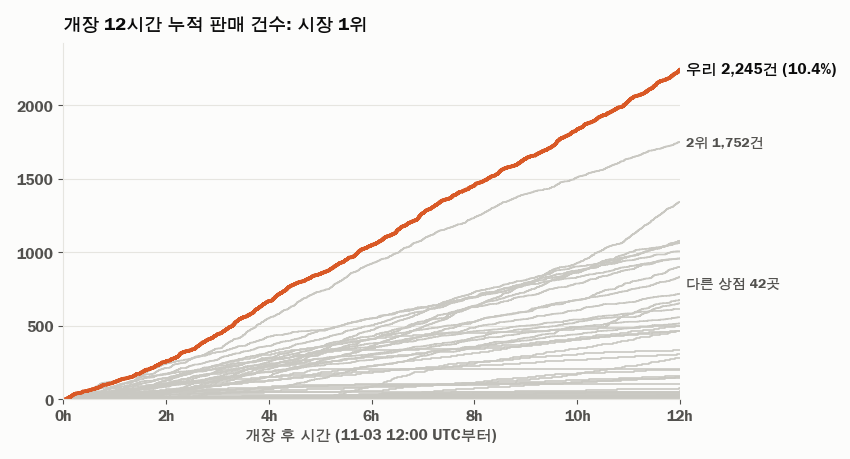 개장 12시간 누적 판매 건수: 시장 1위
우리 2,245건 (10.4%)
2000
2위 1,752건
1500
1000
다른 상점 42곳
500
0
0h 2h 4h 6h 8h 10h 12h
개장 후 시간 (11-03 12:00 UTC부터)